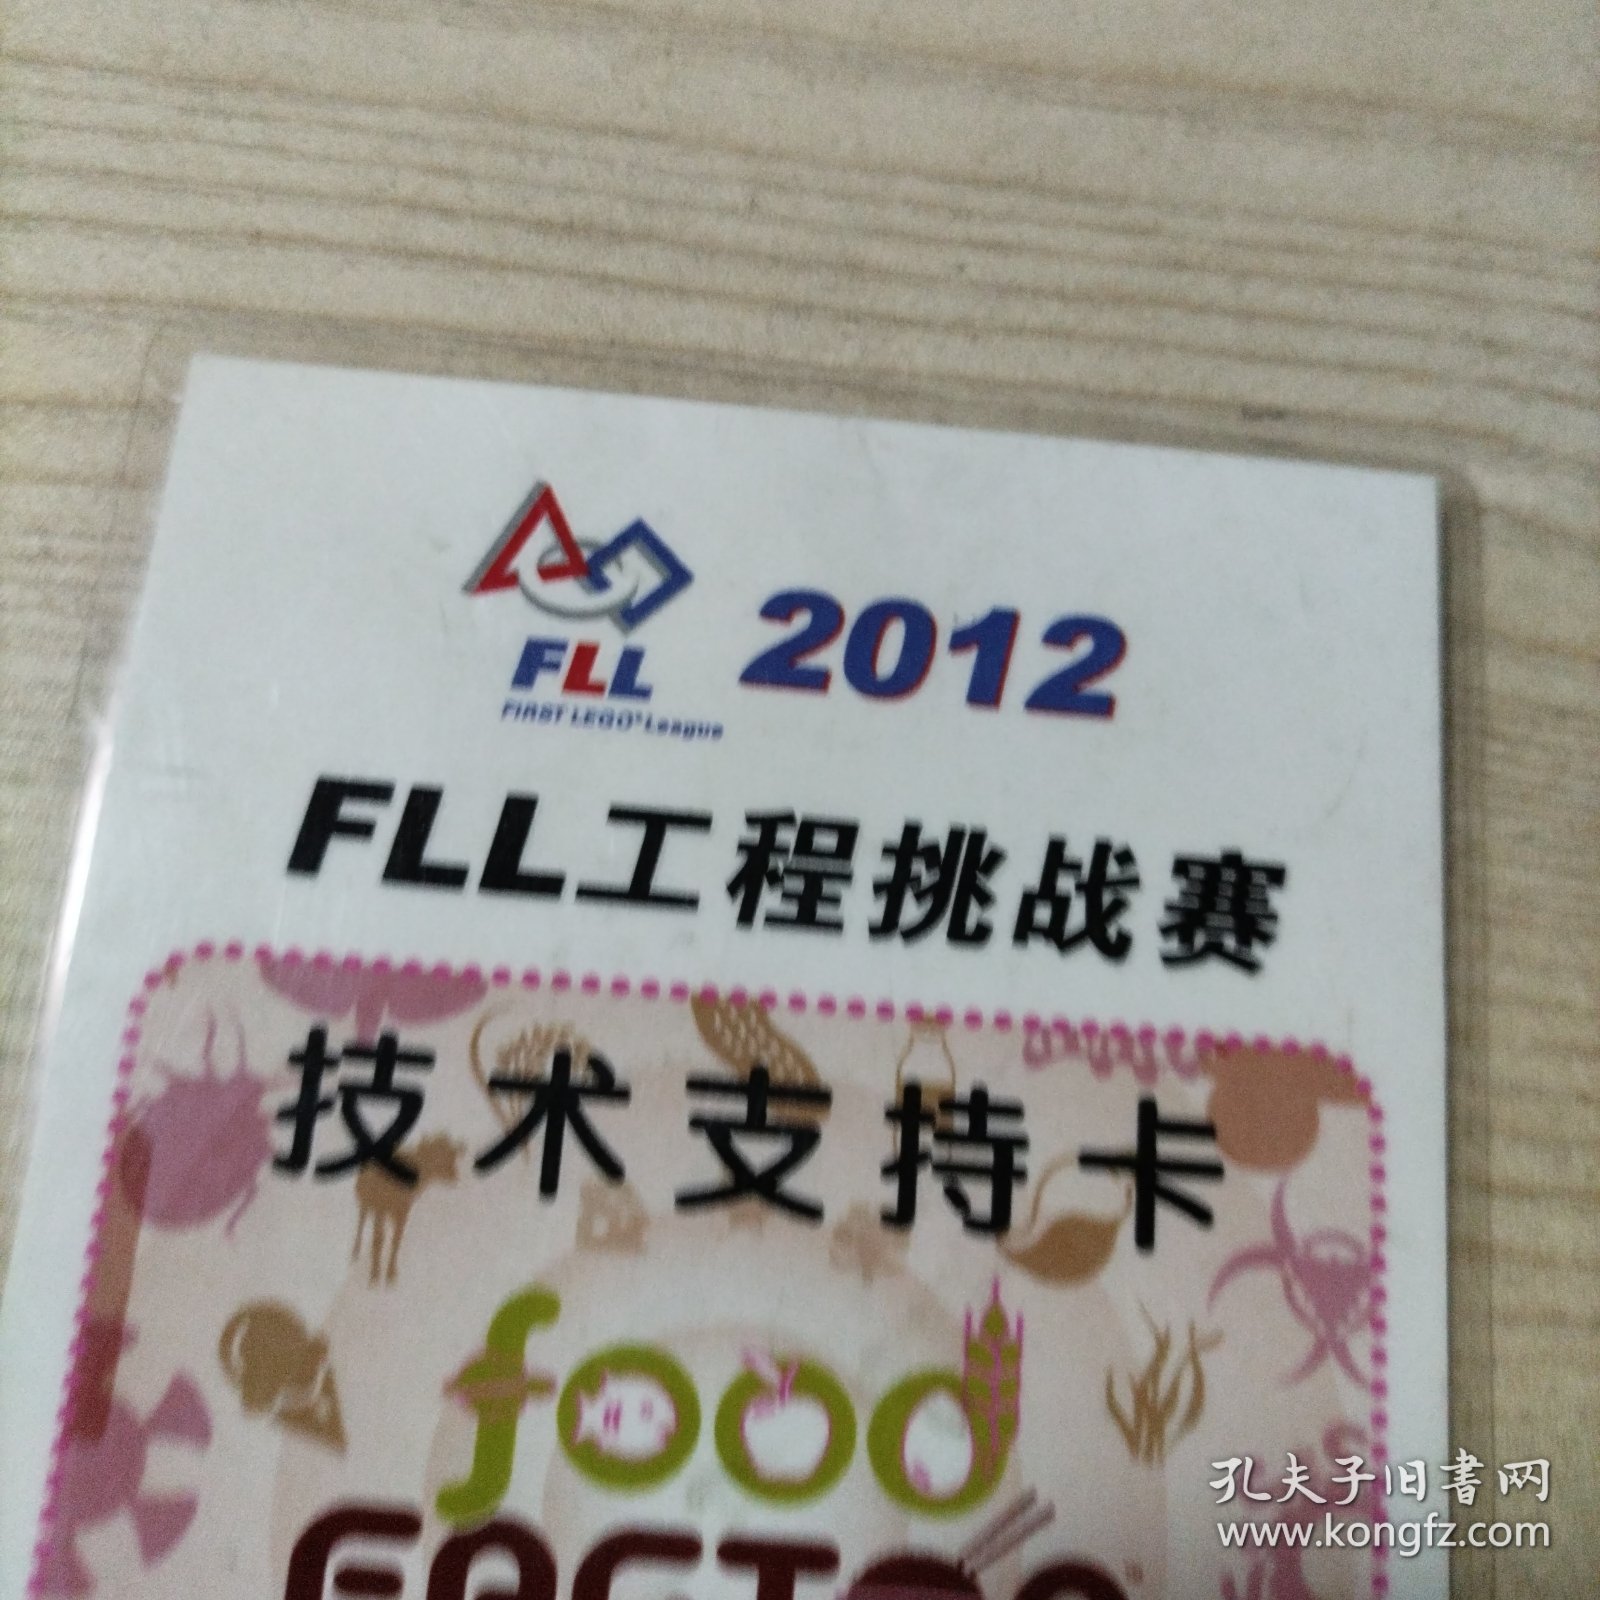 FLL
FIRST LEGO® League
2012
FLL工程挑战赛
技术支持卡
food
FACTOR™
孔夫子旧书网
www.kongfz.com